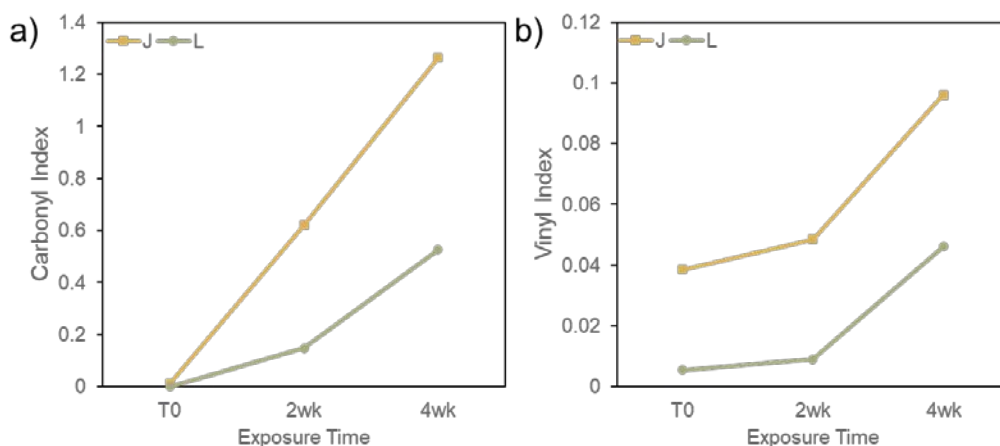 a)
J L
Carbonyl Index
1.4
1.2
1
0.8
0.6
0.4
0.2
0
T0 2wk 4wk
Exposure Time
b)
J L
Vinyl Index
0.12
0.1
0.08
0.06
0.04
0.02
0
T0 2wk 4wk
Exposure Time